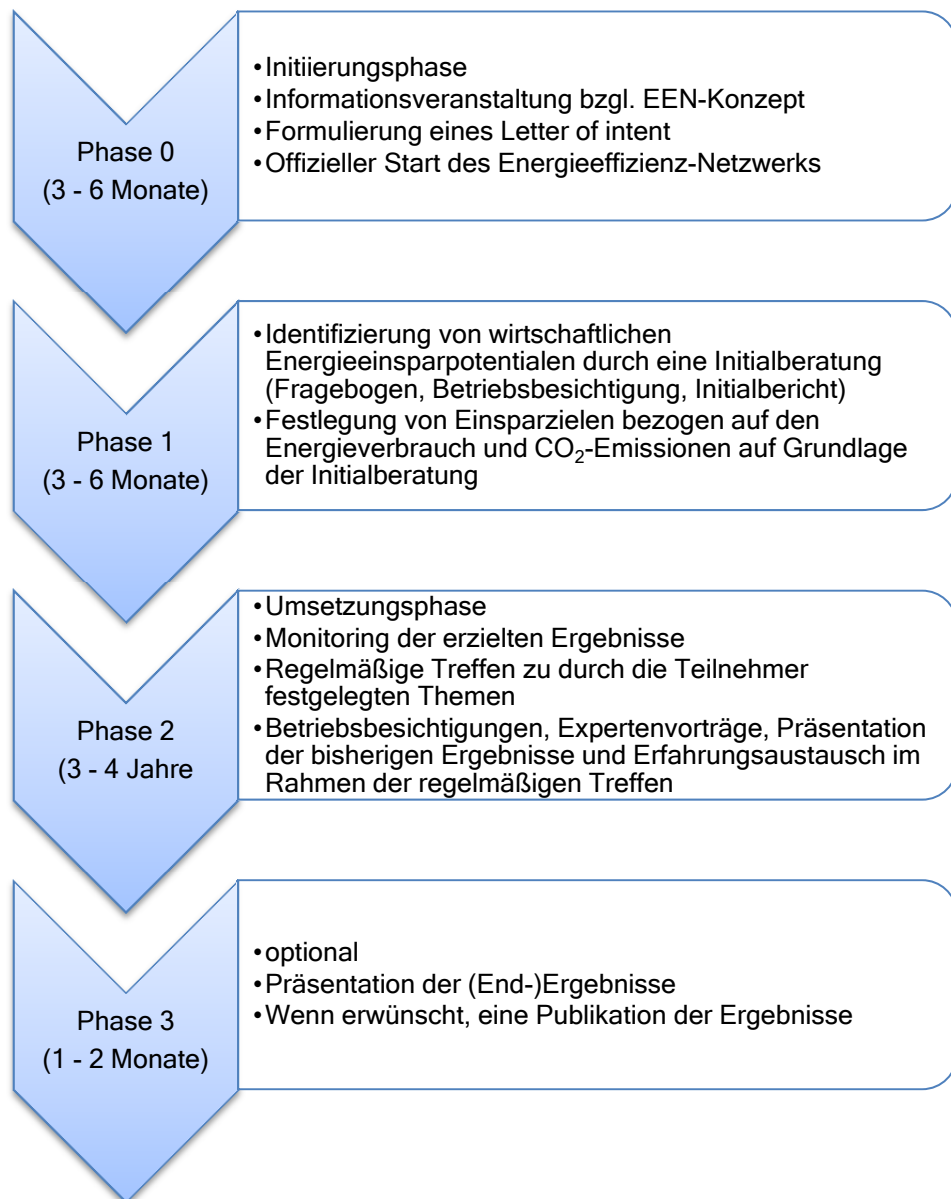 Phase 0
(3 - 6 Monate)
•Initiierungsphase
•Informationsveranstaltung bzgl. EEN-Konzept
•Formulierung eines Letter of intent
•Offizieller Start des Energieeffizienz-Netzwerks
Phase 1
(3 - 6 Monate)
•Identifizierung von wirtschaftlichen
Energieeinsparpotentialen durch eine Initialberatung
(Fragebogen, Betriebsbesichtigung, Initialbericht)
•Festlegung von Einsparzielen bezogen auf den
Energieverbrauch und CO₂-Emissionen auf Grundlage
der Initialberatung
Phase 2
(3 - 4 Jahre
•Umsetzungsphase
•Monitoring der erzielten Ergebnisse
•Regelmäßige Treffen zu durch die Teilnehmer
festgelegten Themen
•Betriebsbesichtigungen, Expertenvorträge, Präsentation
der bisherigen Ergebnisse und Erfahrungsaustausch im
Rahmen der regelmäßigen Treffen
Phase 3
(1 - 2 Monate)
•optional
•Präsentation der (End-)Ergebnisse
•Wenn erwünscht, eine Publikation der Ergebnisse